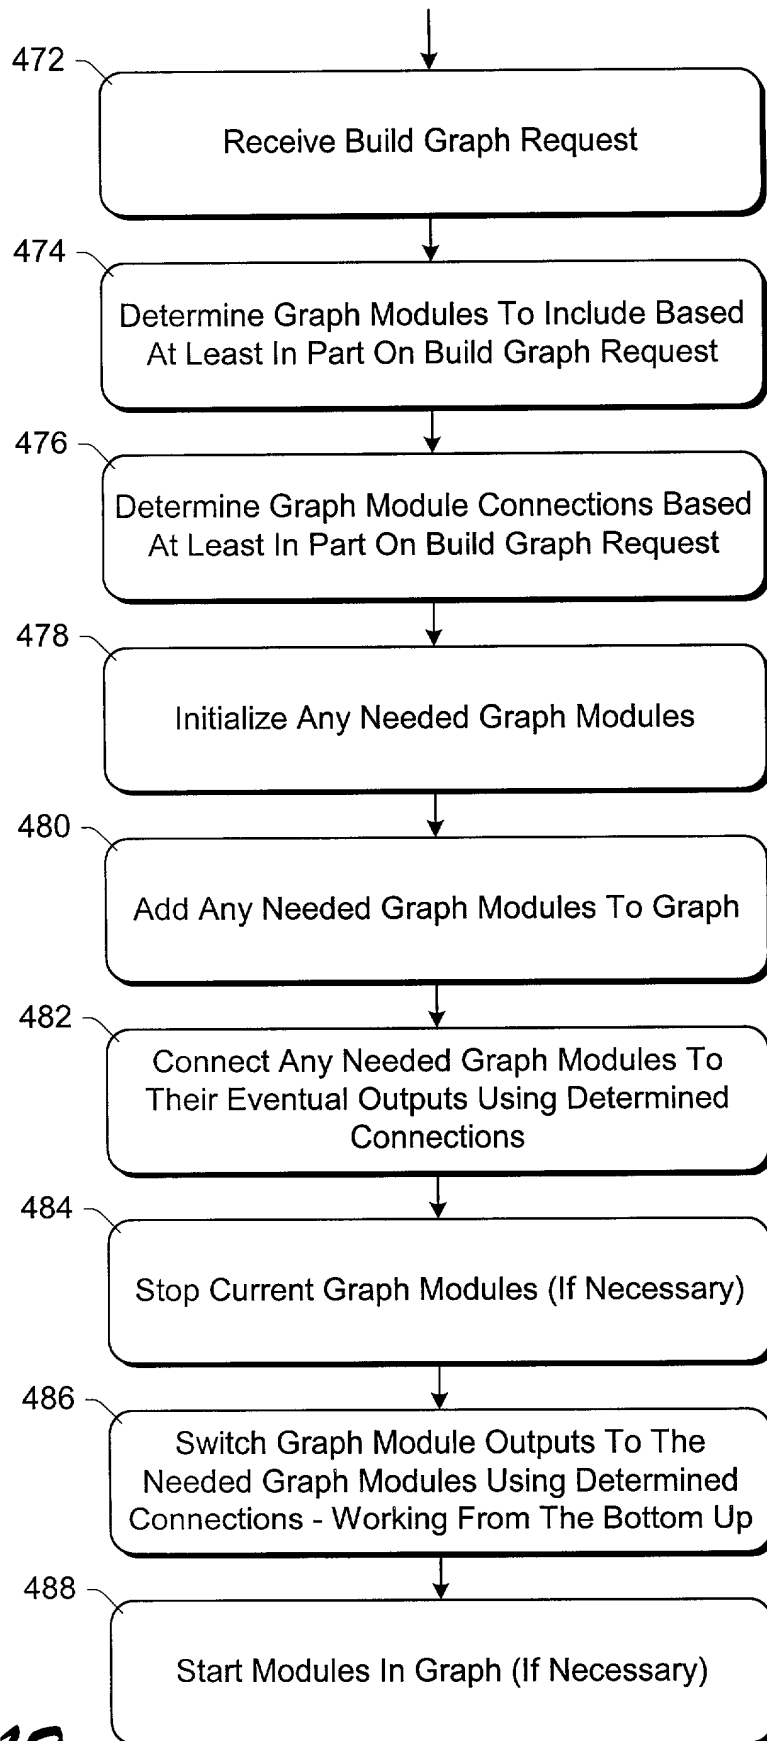 472
Receive Build Graph Request
474
Determine Graph Modules To Include Based
At Least In Part On Build Graph Request
476
Determine Graph Module Connections Based
At Least In Part On Build Graph Request
478
Initialize Any Needed Graph Modules
480
Add Any Needed Graph Modules To Graph
482
Connect Any Needed Graph Modules To
Their Eventual Outputs Using Determined
Connections
484
Stop Current Graph Modules (If Necessary)
486
Switch Graph Module Outputs To The
Needed Graph Modules Using Determined
Connections - Working From The Bottom Up
488
Start Modules In Graph (If Necessary)